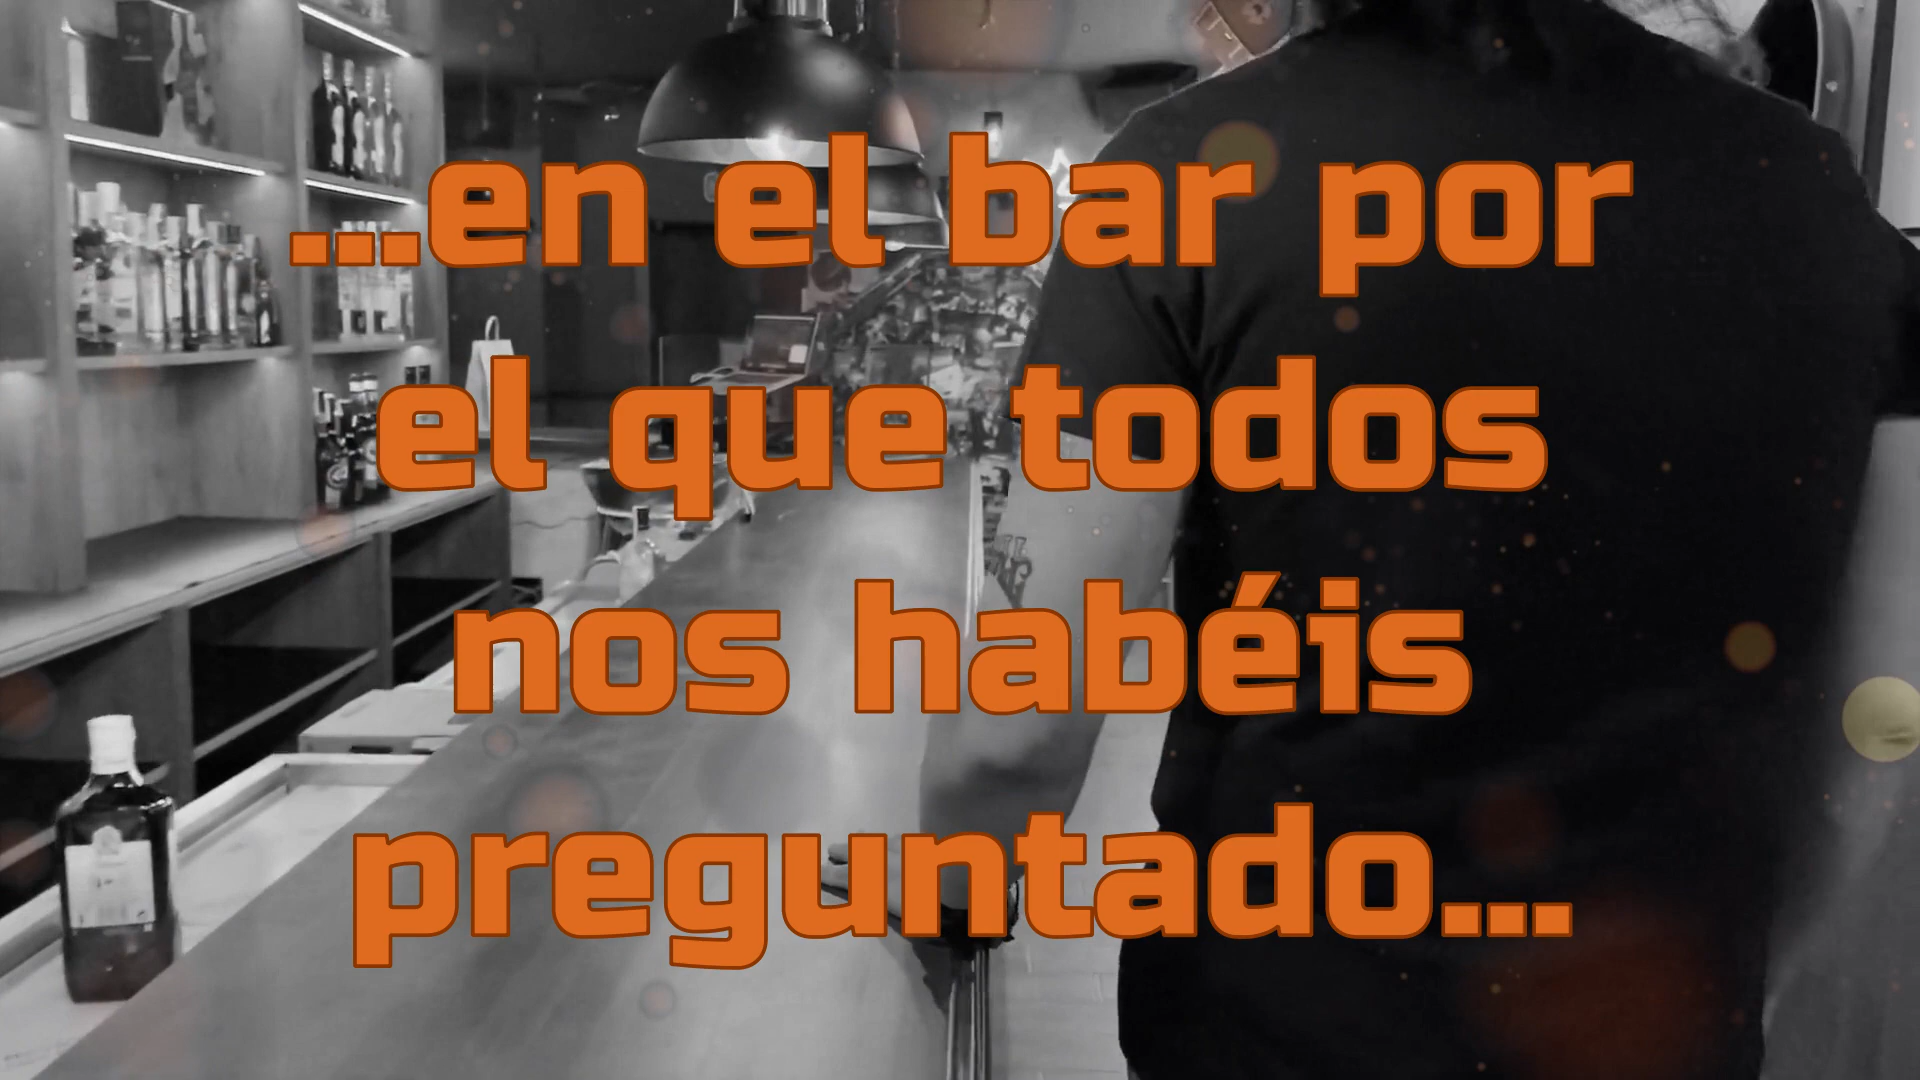 ...en el bar por
el que todos
nos habéis
preguntado...